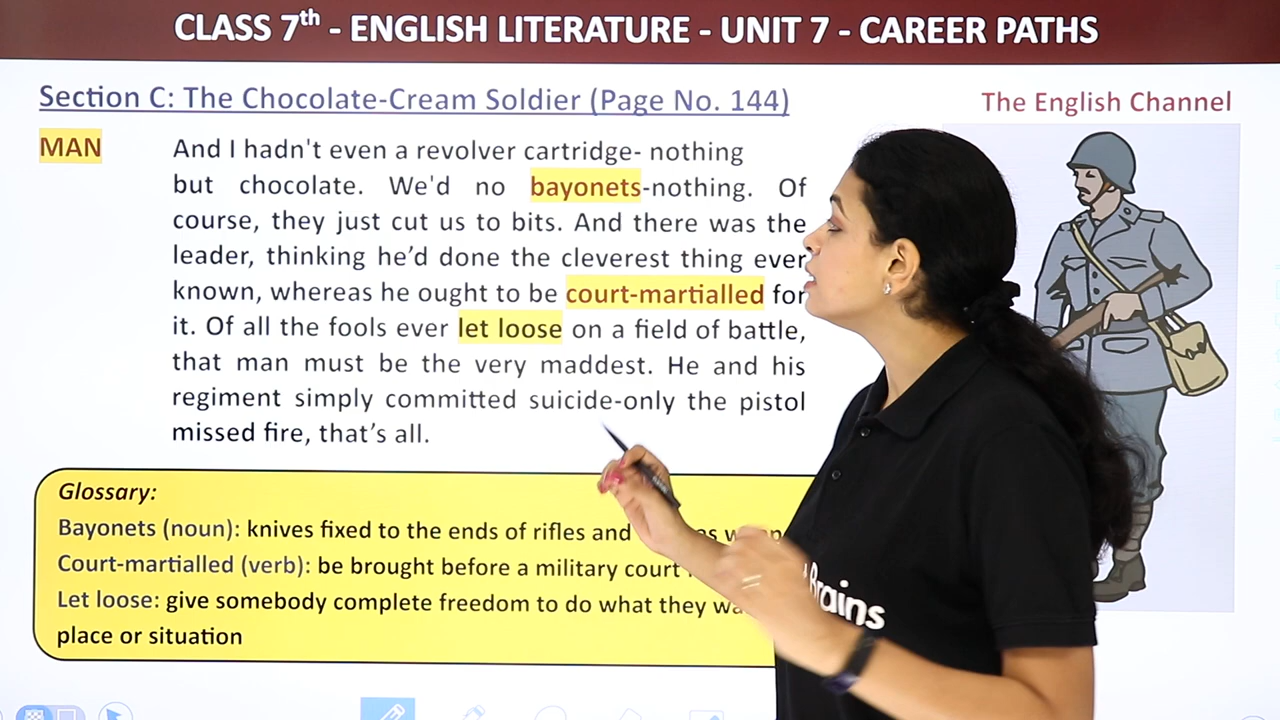 CLASS 7th - ENGLISH LITERATURE - UNIT 7 - CAREER PATHS
Section C: The Chocolate-Cream Soldier (Page No. 144)
The English Channel
MAN
And I hadn't even a revolver cartridge- nothing
but chocolate. We'd no bayonets-nothing. Of
course, they just cut us to bits. And there was the
leader, thinking he’d done the cleverest thing ever
known, whereas he ought to be court-martialled for
it. Of all the fools ever let loose on a field of battle,
that man must be the very maddest. He and his
regiment simply committed suicide-only the pistol
missed fire, that’s all.
Glossary:
Bayonets (noun): knives fixed to the ends of rifles and
Court-martialled (verb): be brought before a military court
Let loose: give somebody complete freedom to do what they
place or situation
Brains